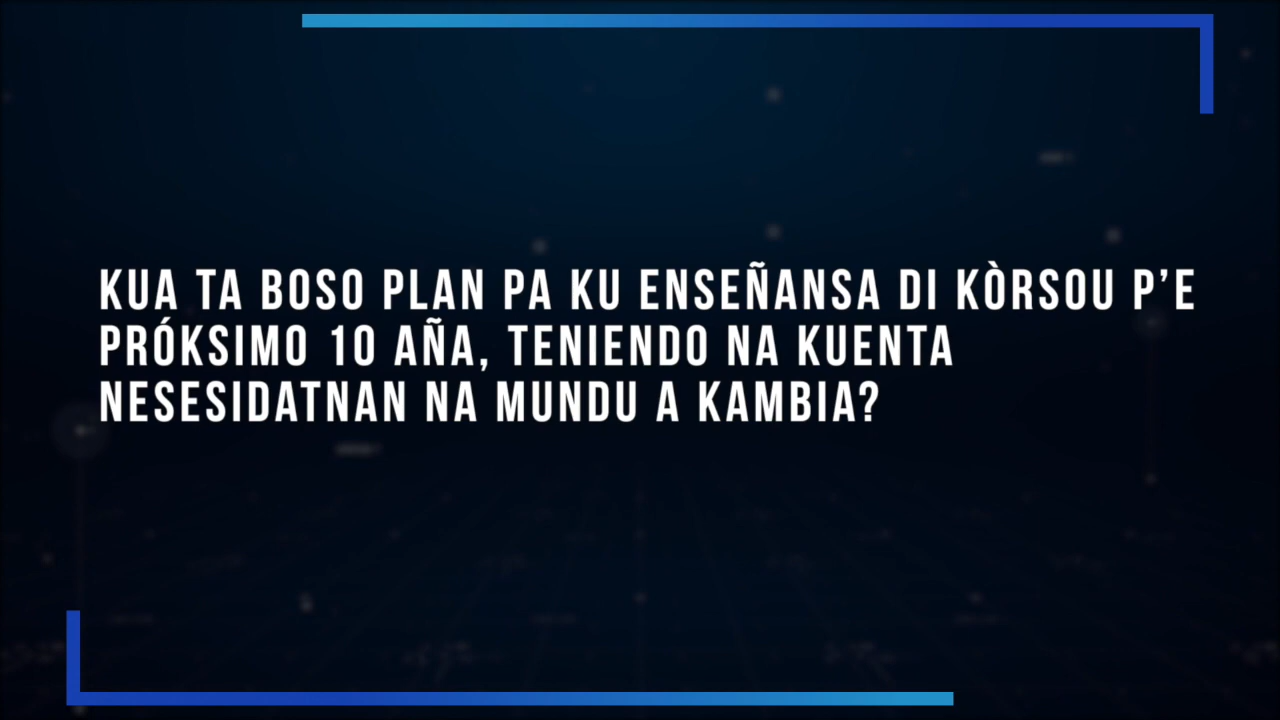 KUA TA BOSO PLAN PA KU ENSEÑANSA DI KÒRSOU P’E
PRÓKSIMO 10 AÑA, TENIENDO NA KUENTA
NESESIDATNAN NA MUNDU A KAMBIA?